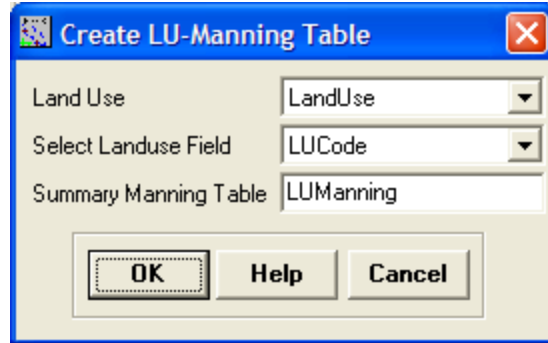 Create LU-Manning Table
Land Use LandUse
Select Landuse Field LUCode
Summary Manning Table LUManning
OK Help Cancel